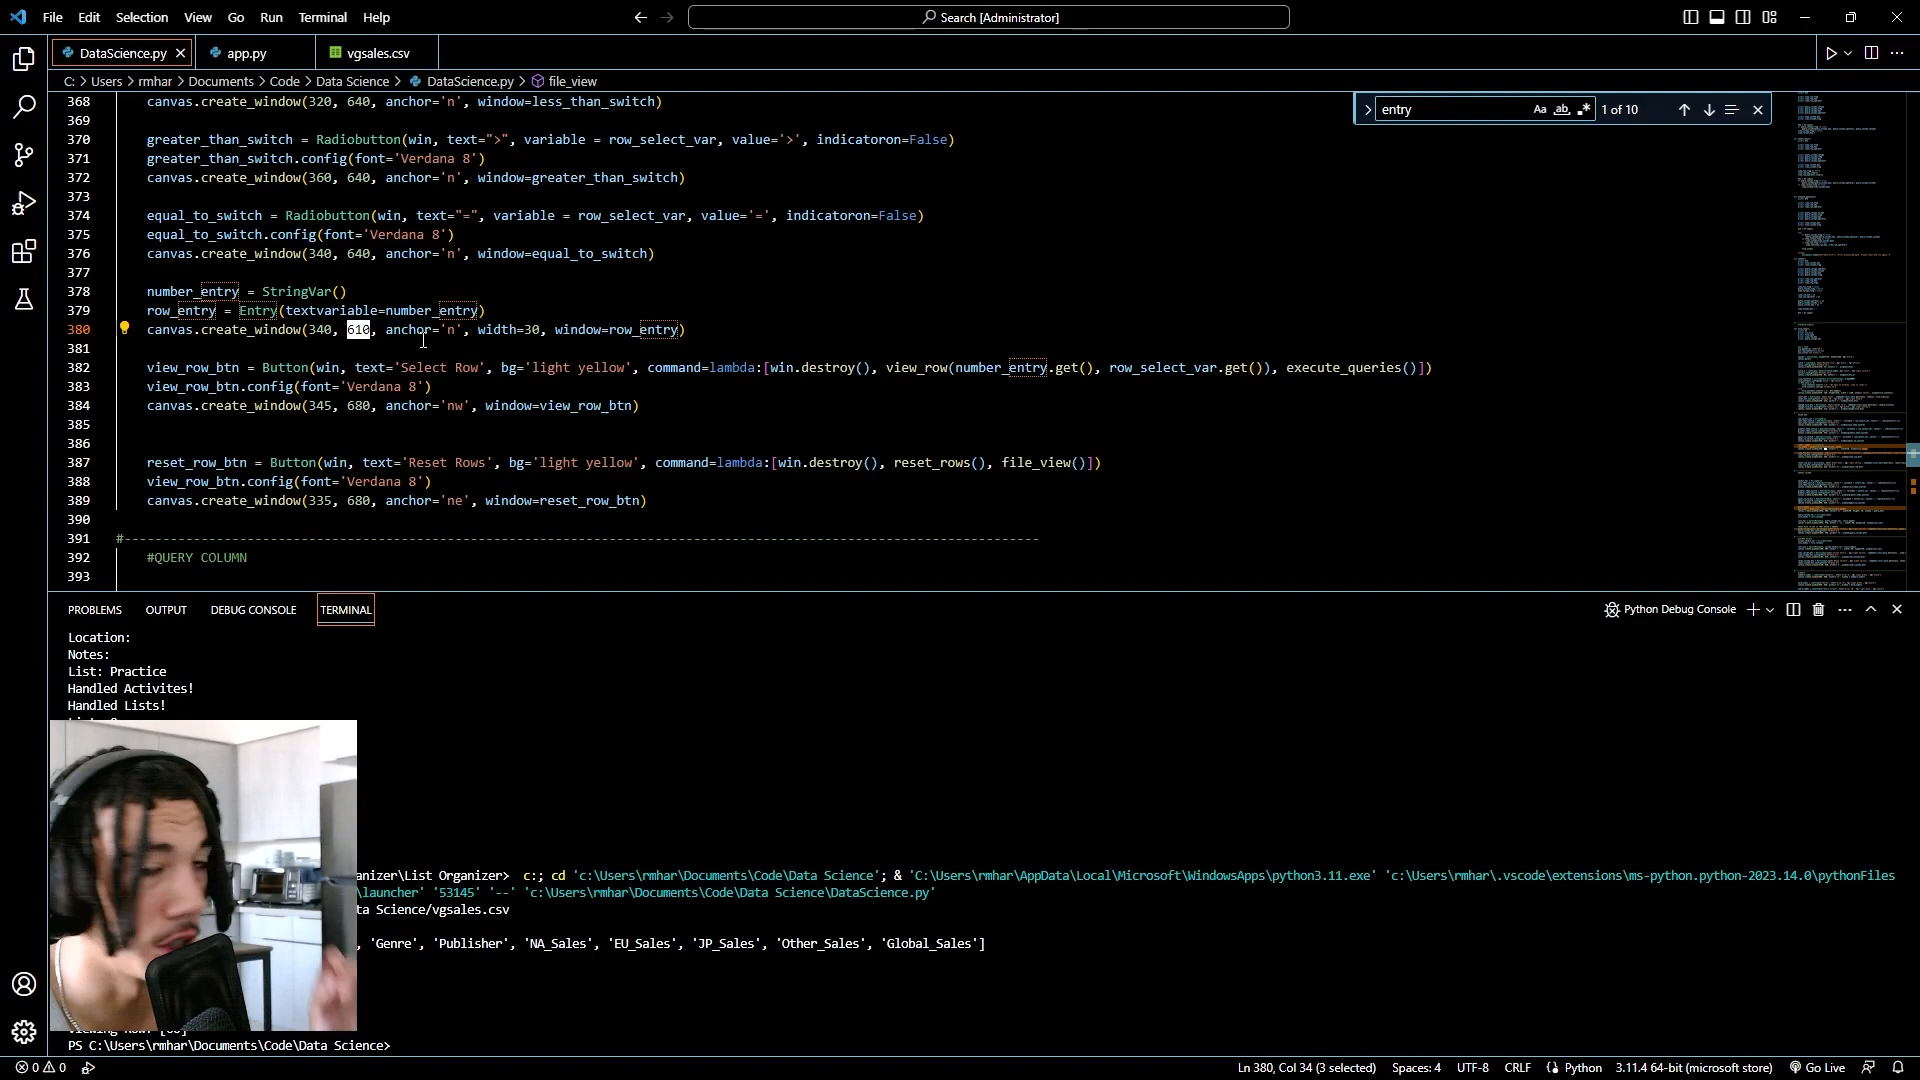 File Edit Selection View Go Run Terminal Help
Search [Administrator]
DataScience.py app.py vgsales.csv
C: > Users > rmhar > Documents > Code > Data Science > DataScience.py > file_view
entry Aa ab 1 of 10
368 canvas.create_window(320, 640, anchor='n', window=less_than_switch)
369
370 greater_than_switch = Radiobutton(win, text=">", variable = row_select_var, value='>', indicatoron=False)
371 greater_than_switch.config(font='Verdana 8')
372 canvas.create_window(360, 640, anchor='n', window=greater_than_switch)
373
374 equal_to_switch = Radiobutton(win, text="=", variable = row_select_var, value='=', indicatoron=False)
375 equal_to_switch.config(font='Verdana 8')
376 canvas.create_window(340, 640, anchor='n', window=equal_to_switch)
377
378 number_entry = StringVar()
379 row_entry = Entry(textvariable=number_entry)
380 canvas.create_window(340, 610, anchor='n', width=30, window=row_entry)
381
382 view_row_btn = Button(win, text='Select Row', bg='light yellow', command=lambda:[win.destroy(), view_row(number_entry.get(), row_select_var.get()), execute_queries()])
383 view_row_btn.config(font='Verdana 8')
384 canvas.create_window(345, 680, anchor='nw', window=view_row_btn)
385
386
387 reset_row_btn = Button(win, text='Reset Rows', bg='light yellow', command=lambda:[win.destroy(), reset_rows(), file_view()])
388 view_row_btn.config(font='Verdana 8')
389 canvas.create_window(335, 680, anchor='ne', window=reset_row_btn)
390
391 #-----------------------------------------------------------------------------------------------------------------------
392 #QUERY COLUMN
393
PROBLEMS OUTPUT DEBUG CONSOLE TERMINAL
Python Debug Console
Location:
Notes:
List: Practice
Handled Activites!
Handled Lists!
anizer\List Organizer> c:; cd 'c:\Users\rmhar\Documents\Code\Data Science'; & 'C:\Users\rmhar\AppData\Local\Microsoft\WindowsApps\python3.11.exe' 'c:\Users\rmhar\.vscode\extensions\ms-python.python-2023.14.0\pythonFiles
\launcher' '53145' '--' 'c:\Users\rmhar\Documents\Code\Data Science\DataScience.py'
ta Science/vgsales.csv
, 'Genre', 'Publisher', 'NA_Sales', 'EU_Sales', 'JP_Sales', 'Other_Sales', 'Global_Sales']
PS C:\Users\rmhar\Documents\Code\Data Science>
0 0 Ln 380, Col 34 (3 selected) Spaces: 4 UTF-8 CRLF Python 3.11.4 64-bit (microsoft store) Go Live